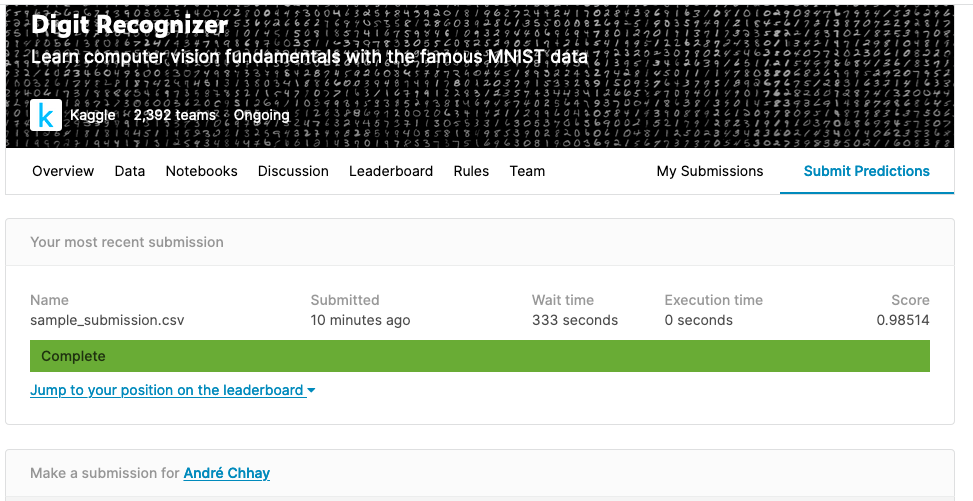 Digit Recognizer
Learn computer vision fundamentals with the famous MNIST data
k Kaggle · 2,392 teams · Ongoing
Overview Data Notebooks Discussion Leaderboard Rules Team My Submissions Submit Predictions
Your most recent submission
Name Submitted Wait time Execution time Score
sample_submission.csv 10 minutes ago 333 seconds 0 seconds 0.98514
Complete
Jump to your position on the leaderboard
Make a submission for André Chhay